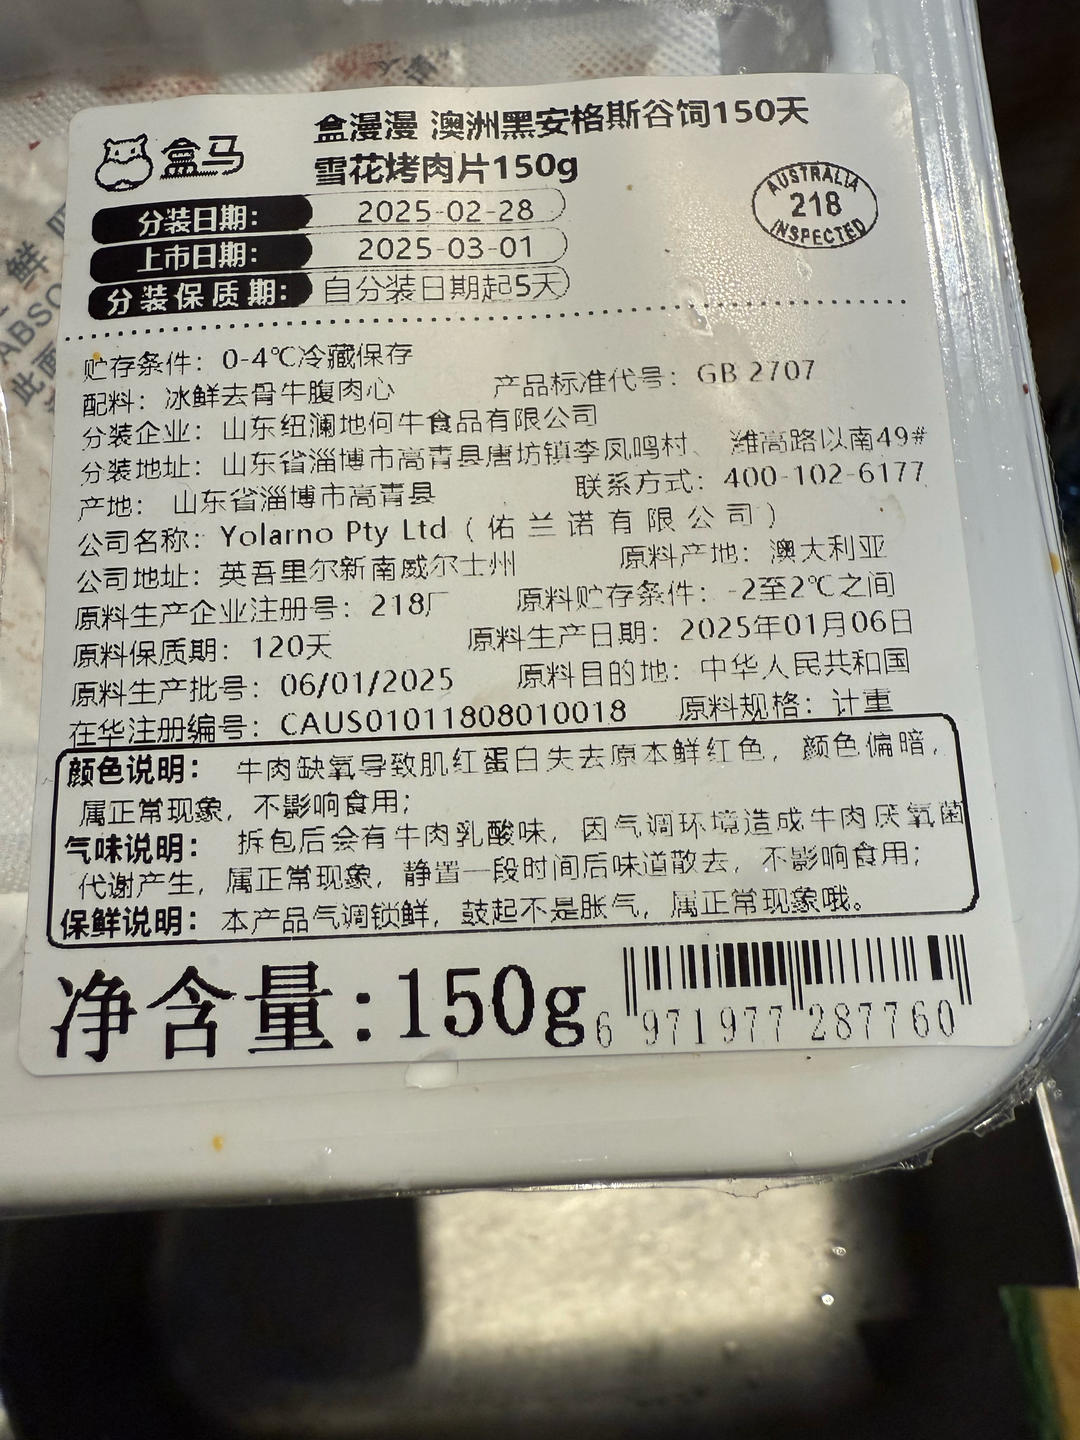 盒马
盒漫漫 澳洲黑安格斯谷饲150天
雪花烤肉片150g
分装日期: 2025-02-28
上市日期: 2025-03-01
分装保质期: 自分装日期起5天
AUSTRALIA
218
INSPECTED
贮存条件: 0-4℃冷藏保存
配料: 冰鲜去骨牛腹肉心 产品标准代号: GB 2707
分装企业: 山东纽澜地何牛食品有限公司
分装地址: 山东省淄博市高青县唐坊镇李凤鸣村、 潍高路以南49#
产地: 山东省淄博市高青县 联系方式: 400-102-6177
公司名称: Yolarno Pty Ltd (佑兰诺有限公司)
公司地址: 英吾里尔新南威尔士州 原料产地: 澳大利亚
原料生产企业注册号: 218厂 原料贮存条件: -2至2℃之间
原料保质期: 120天 原料生产日期: 2025年01月06日
原料生产批号: 06/01/2025 原料目的地: 中华人民共和国
在华注册编号: CAUS01011808010018 原料规格: 计重
颜色说明: 牛肉缺氧导致肌红蛋白失去原本鲜红色, 颜色偏暗,
属正常现象, 不影响食用;
气味说明: 拆包后会有牛肉乳酸味, 因气调环境造成牛肉厌氧菌
代谢产生, 属正常现象, 静置一段时间后味道散去, 不影响食用;
保鲜说明: 本产品气调锁鲜, 鼓起不是胀气, 属正常现象哦。
净含量:150g
6 971977 287760
鲜
ABSO
此面